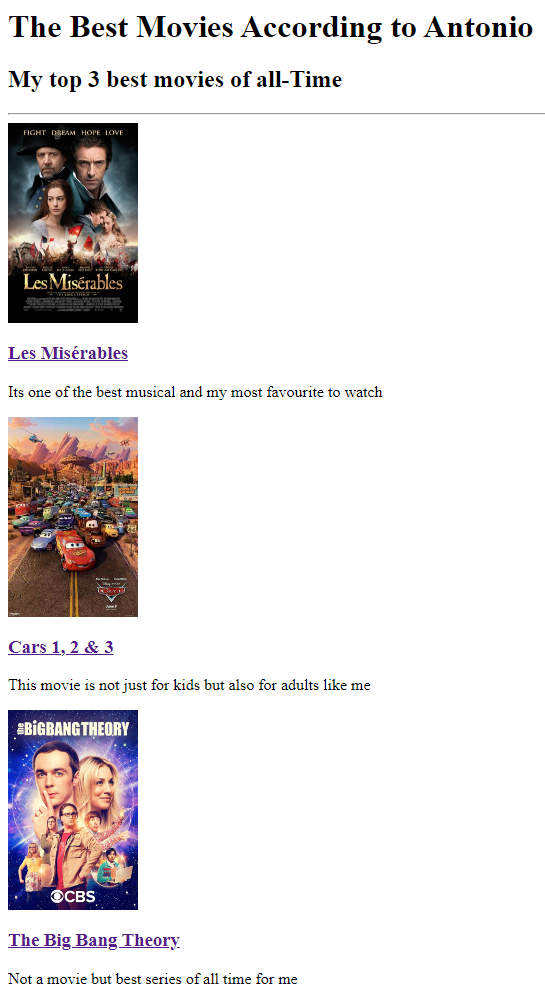 The Best Movies According to Antonio
My top 3 best movies of all-Time
FIGHT DREAM HOPE LOVE
Les Misérables
Les Misérables
Its one of the best musical and my most favourite to watch
Cars
Cars 1, 2 & 3
This movie is not just for kids but also for adults like me
the BiGBANGTHEORY
CBS
The Big Bang Theory
Not a movie but best series of all time for me